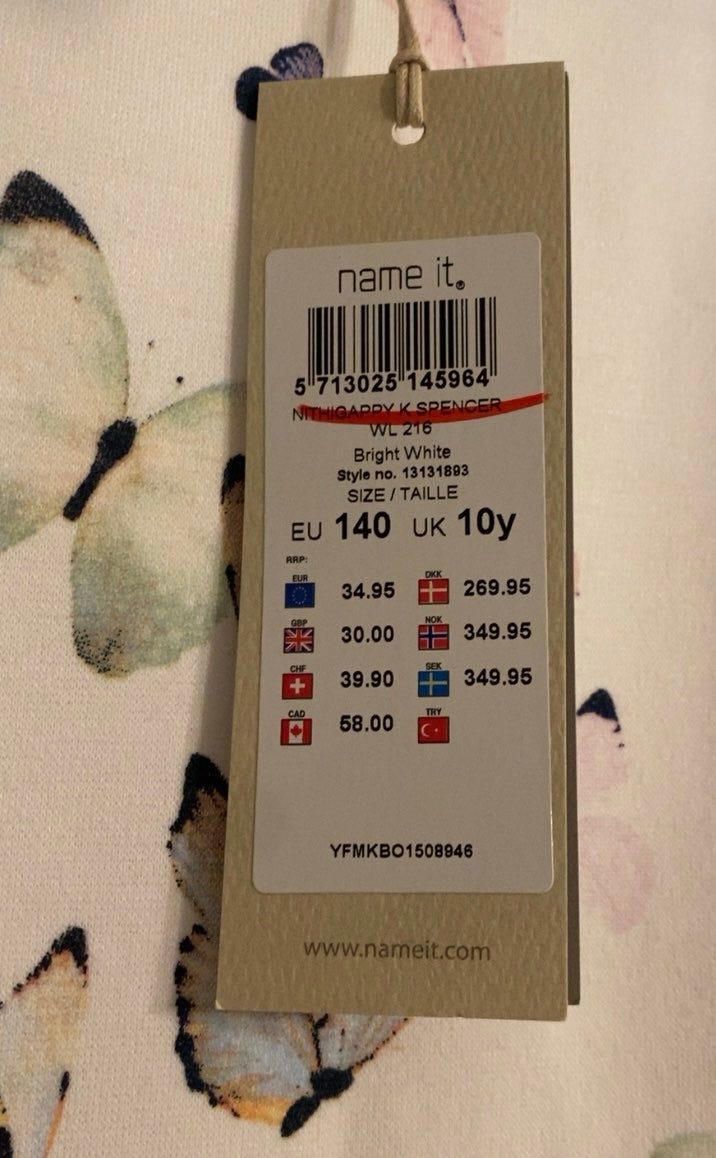 name it®
5 713025 145964
NITHIGAPPY K SPENCER
WL 216
Bright White
Style no. 13131893
SIZE / TAILLE
EU 140 UK 10y
RRP:
EUR 34.95 DKK 269.95
GBP 30.00 NOK 349.95
CHF 39.90 SEK 349.95
CAD 58.00 TRY
YFMKBO1508946
www.nameit.com